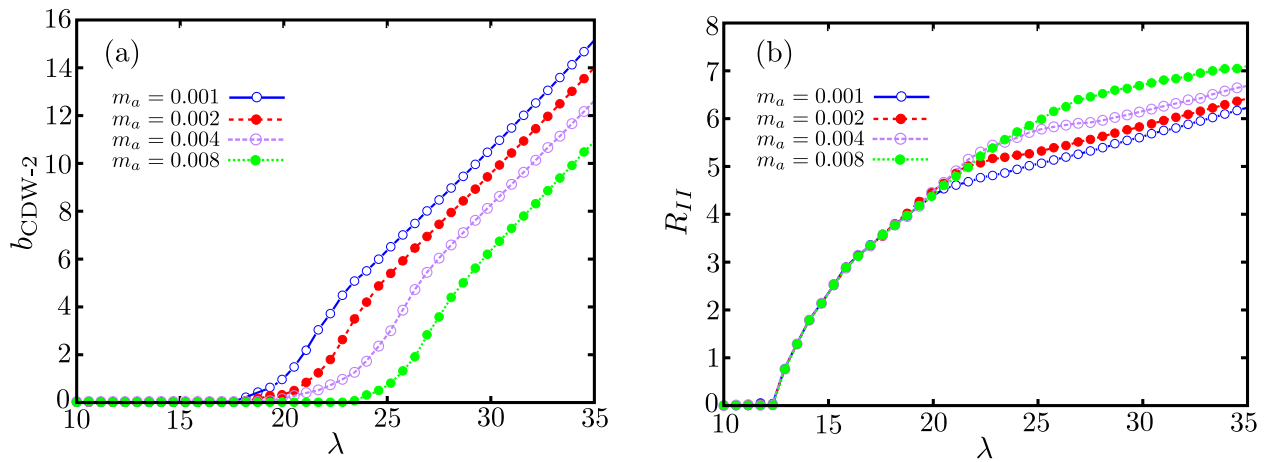 (a)
b_CDW-2
16
14
12
10
8
6
4
2
0
m_a = 0.001
m_a = 0.002
m_a = 0.004
m_a = 0.008
10 15 20 25 30 35
λ
(b)
R_II
8
7
6
5
4
3
2
1
0
m_a = 0.001
m_a = 0.002
m_a = 0.004
m_a = 0.008
10 15 20 25 30 35
λ